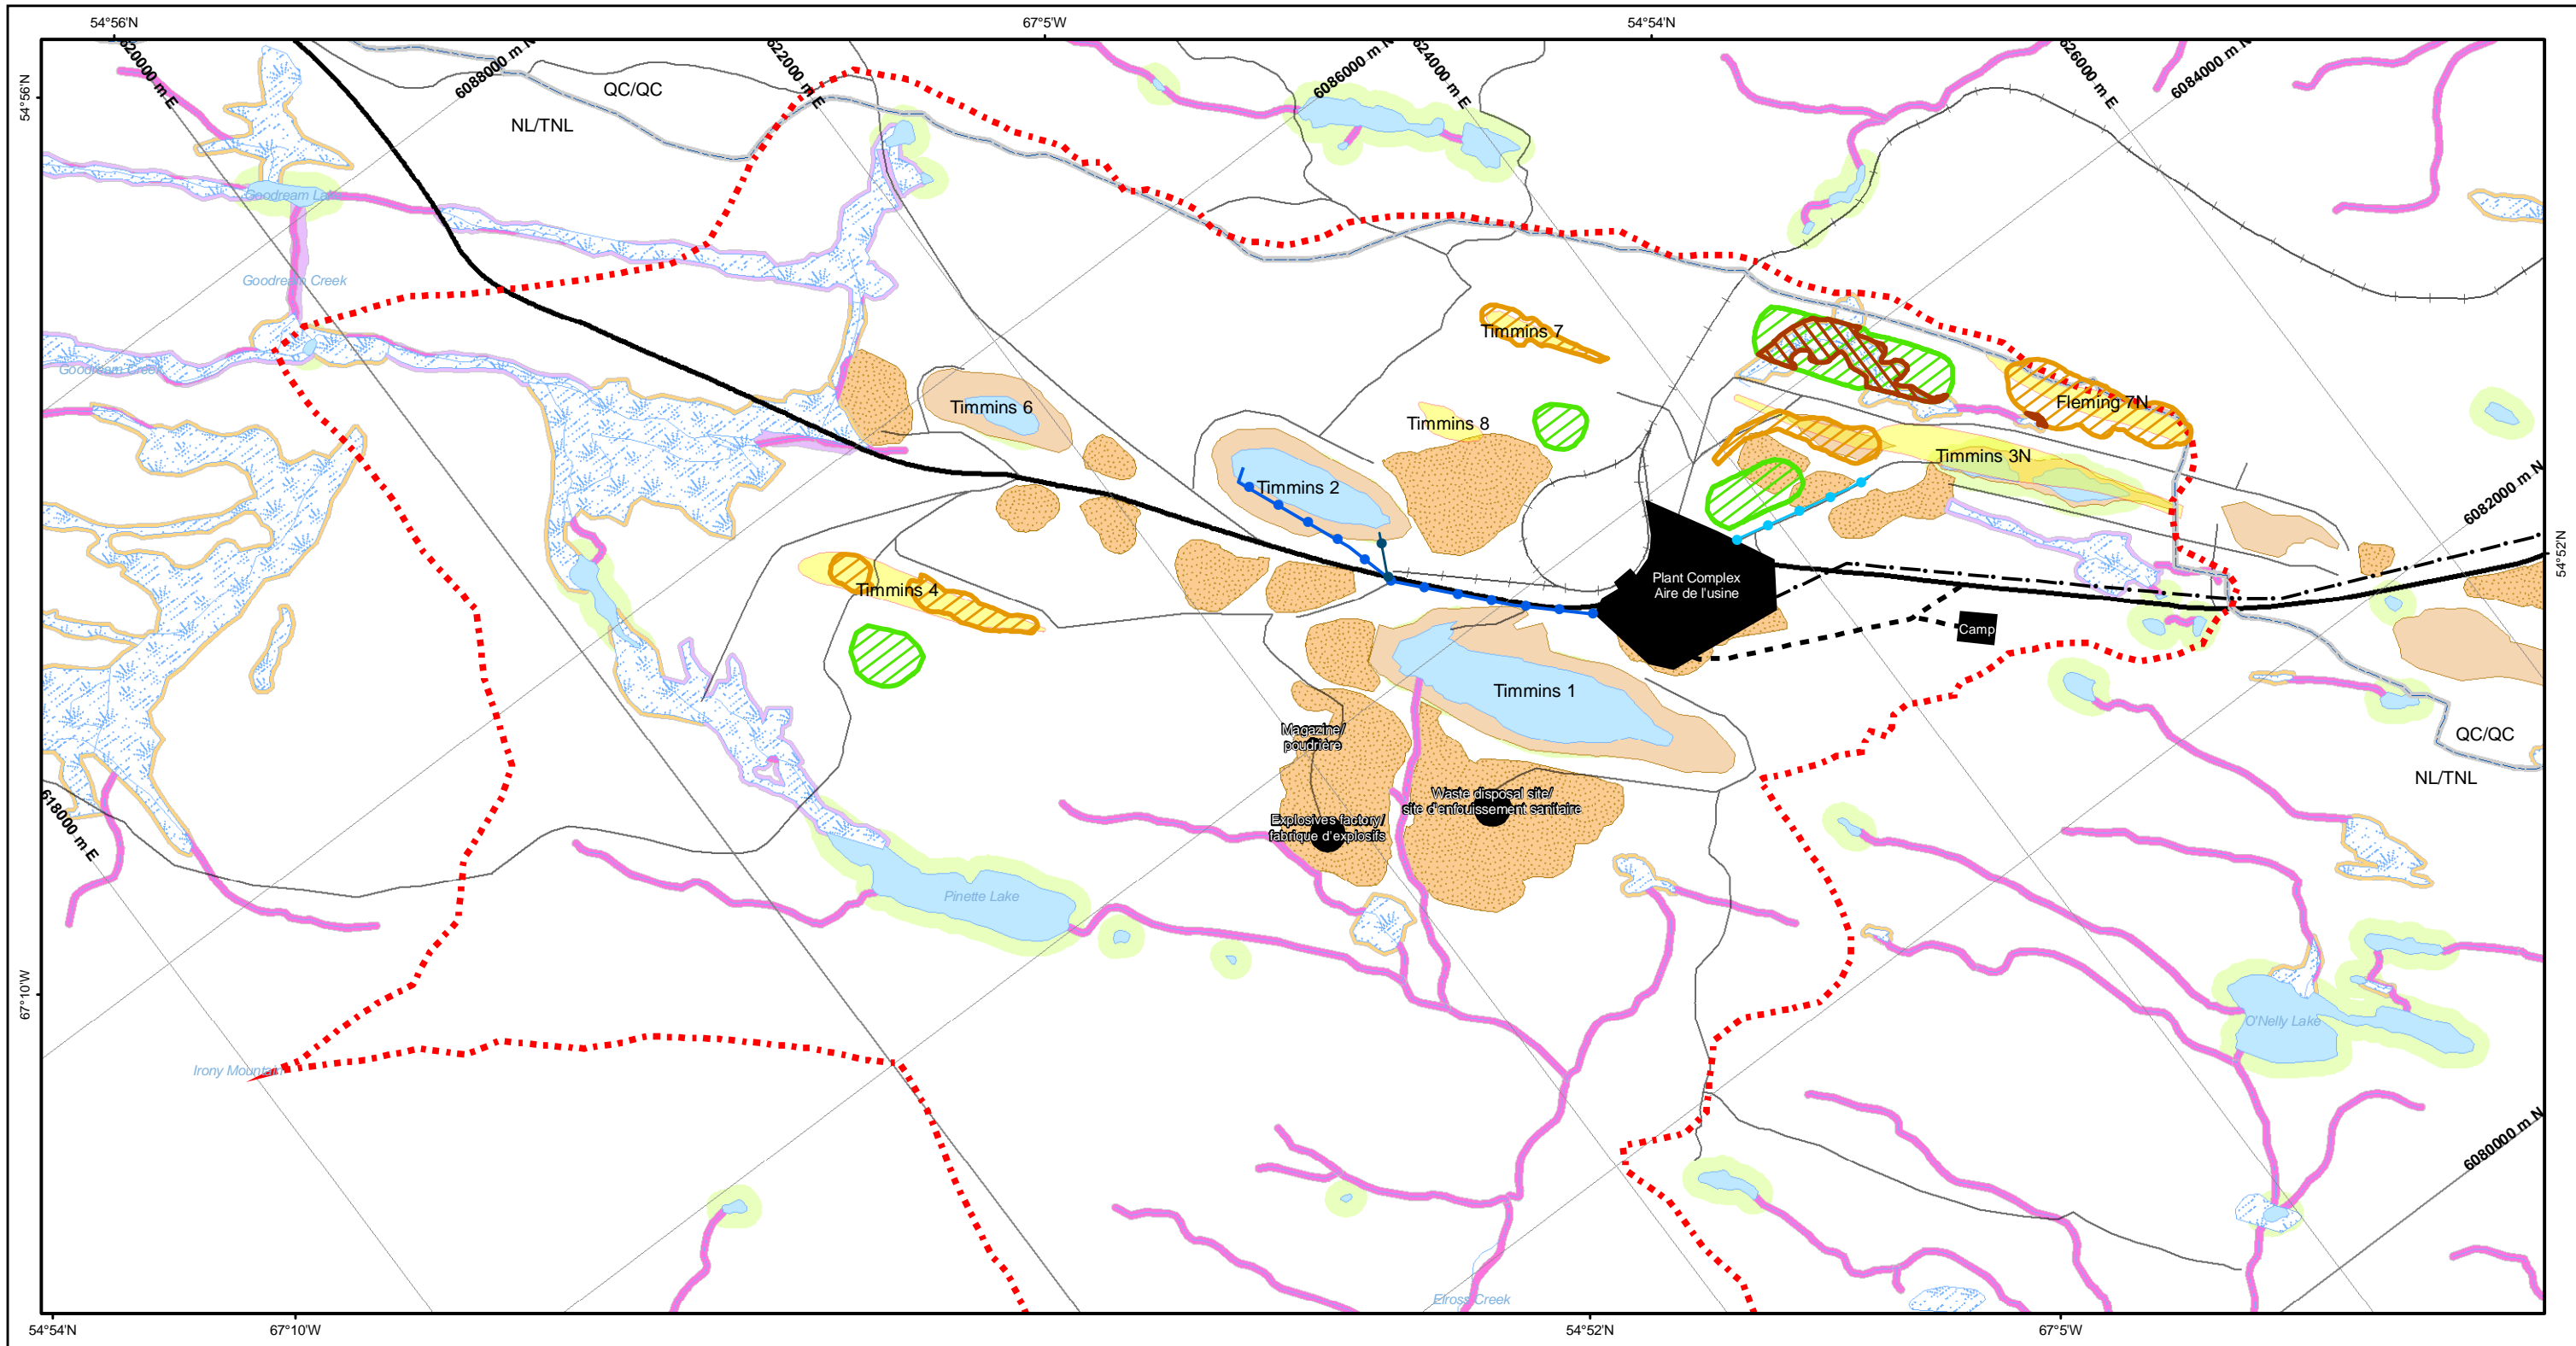 54°56'N
67°5'W
54°54'N
54°56'N
620000 m E
6088000 m N
622000 m E
6086000 m N
624000 m E
626000 m E
6084000 m N
QC/QC
NL/TNL
Goodream Lake
Goodream Creek
Goodream Creek
Timmins 7
Timmins 6
Timmins 8
Fleming 7N
Timmins 3N
Timmins 2
6082000 m N
54°52'N
Timmins 4
Plant Complex
Aire de l'usine
Camp
Timmins 1
Magazine/
poudrière
QC/QC
NL/TNL
618000 m E
Waste disposal site/
site d'enfouissement sanitaire
Explosives factory/
fabrique d'explosifs
Pinette Lake
67°10'W
O'Nelly Lake
Irony Mountain
6080000 m N
Elross Creek
54°54'N
67°10'W
54°52'N
67°5'W